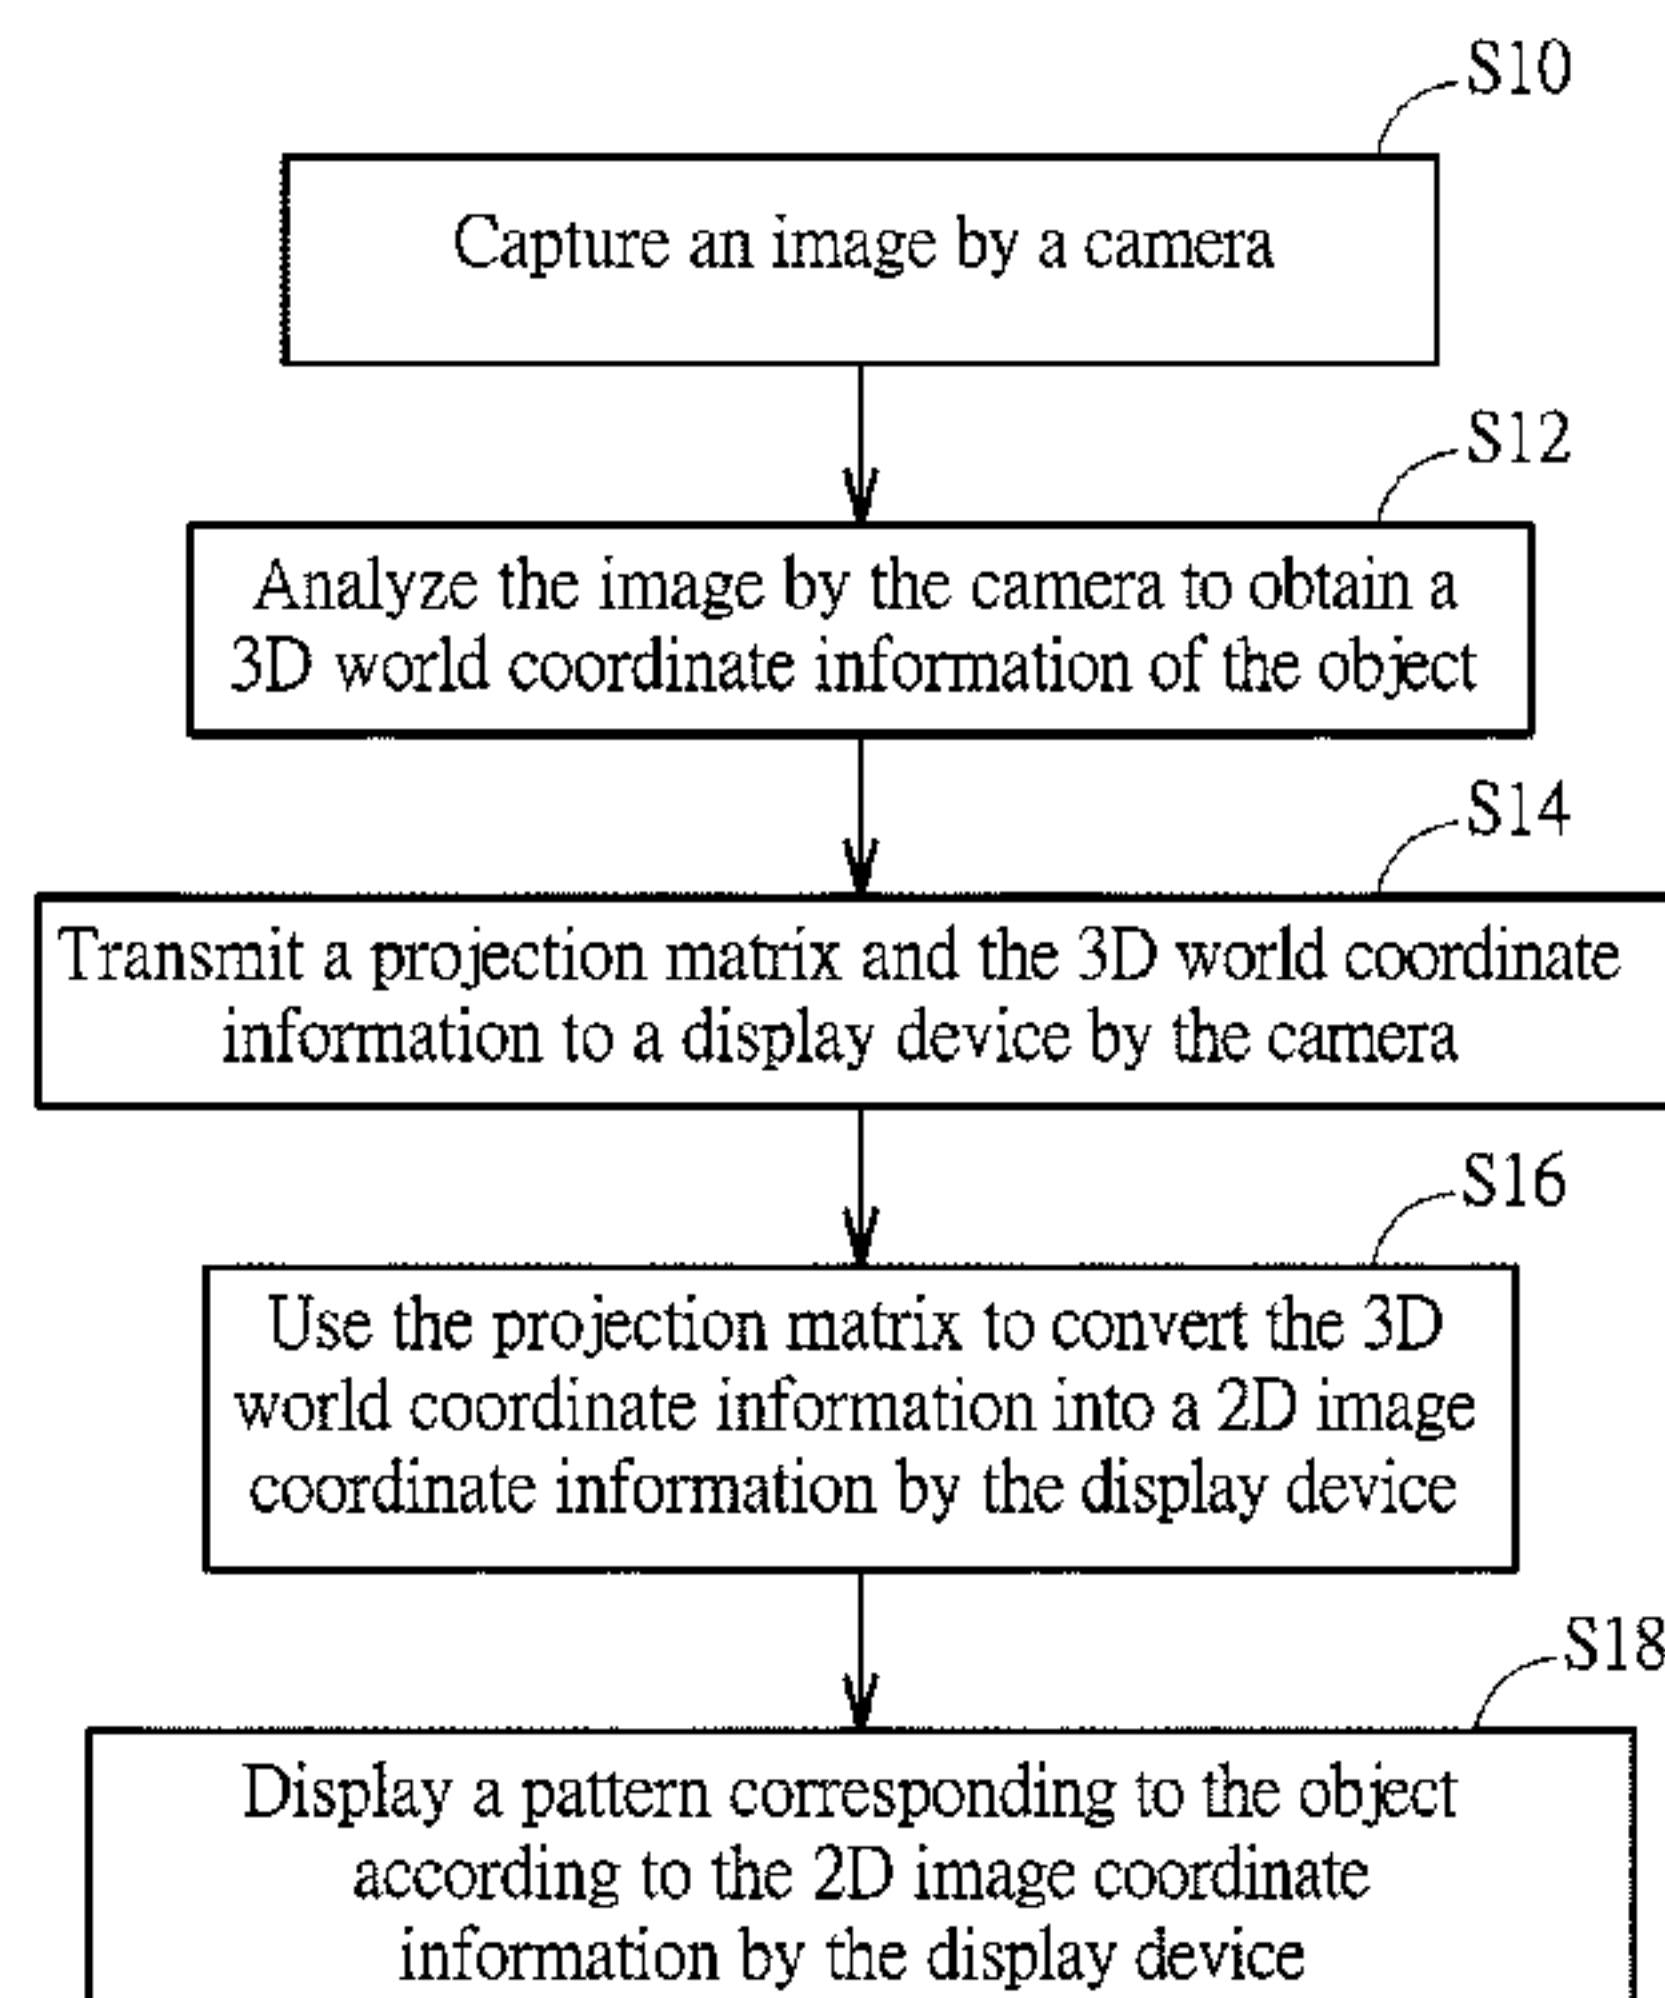 S10
Capture an image by a camera
S12
Analyze the image by the camera to obtain a
3D world coordinate information of the object
S14
Transmit a projection matrix and the 3D world coordinate
information to a display device by the camera
S16
Use the projection matrix to convert the 3D
world coordinate information into a 2D image
coordinate information by the display device
S18
Display a pattern corresponding to the object
according to the 2D image coordinate
information by the display device